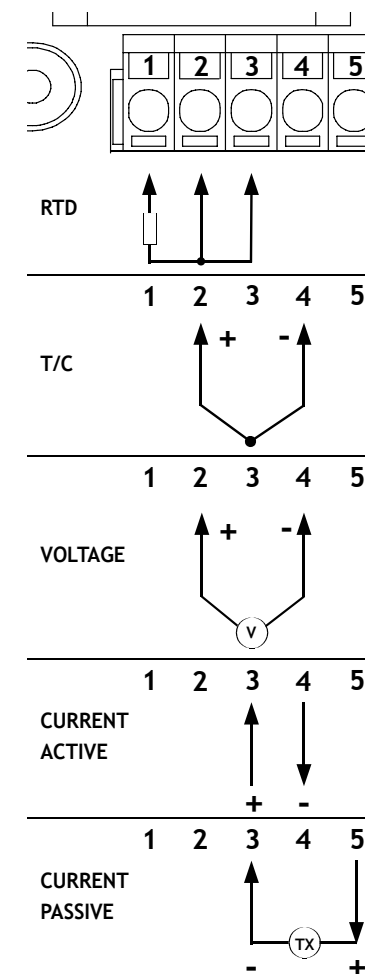 1 2 3 4 5
RTD
1 2 3 4 5
+ -
T/C
1 2 3 4 5
+ -
VOLTAGE
V
1 2 3 4 5
CURRENT
ACTIVE
+ -
1 2 3 4 5
CURRENT
PASSIVE
TX
- +